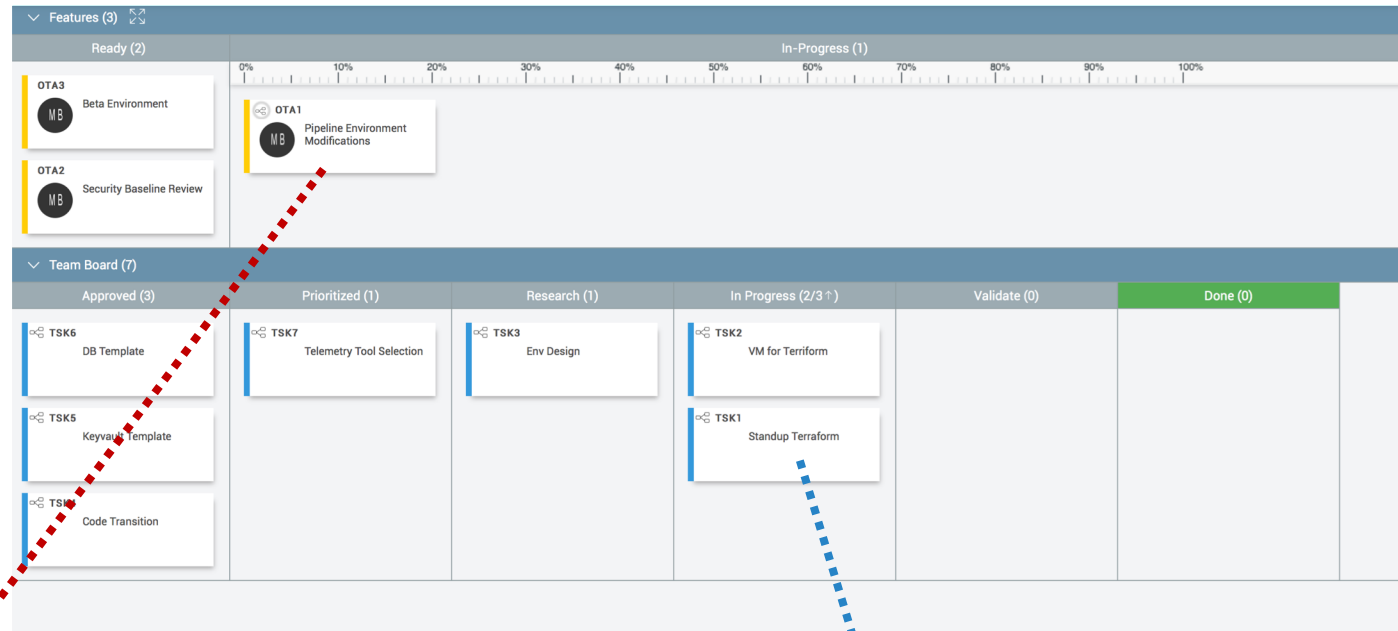 Features (3)
Ready (2)
In-Progress (1)
0% 10% 20% 30% 40% 50% 60% 70% 80% 90% 100%
OTA3
MB
Beta Environment
OTA2
MB
Security Baseline Review
OTA1
MB
Pipeline Environment
Modifications
Team Board (7)
Approved (3)
Prioritized (1)
Research (1)
In Progress (2/3↑)
Validate (0)
Done (0)
TSK6
DB Template
TSK5
Keyvault Template
Code Transition
TSK7
Telemetry Tool Selection
TSK3
Env Design
TSK2
VM for Terriform
TSK1
Standup Terraform